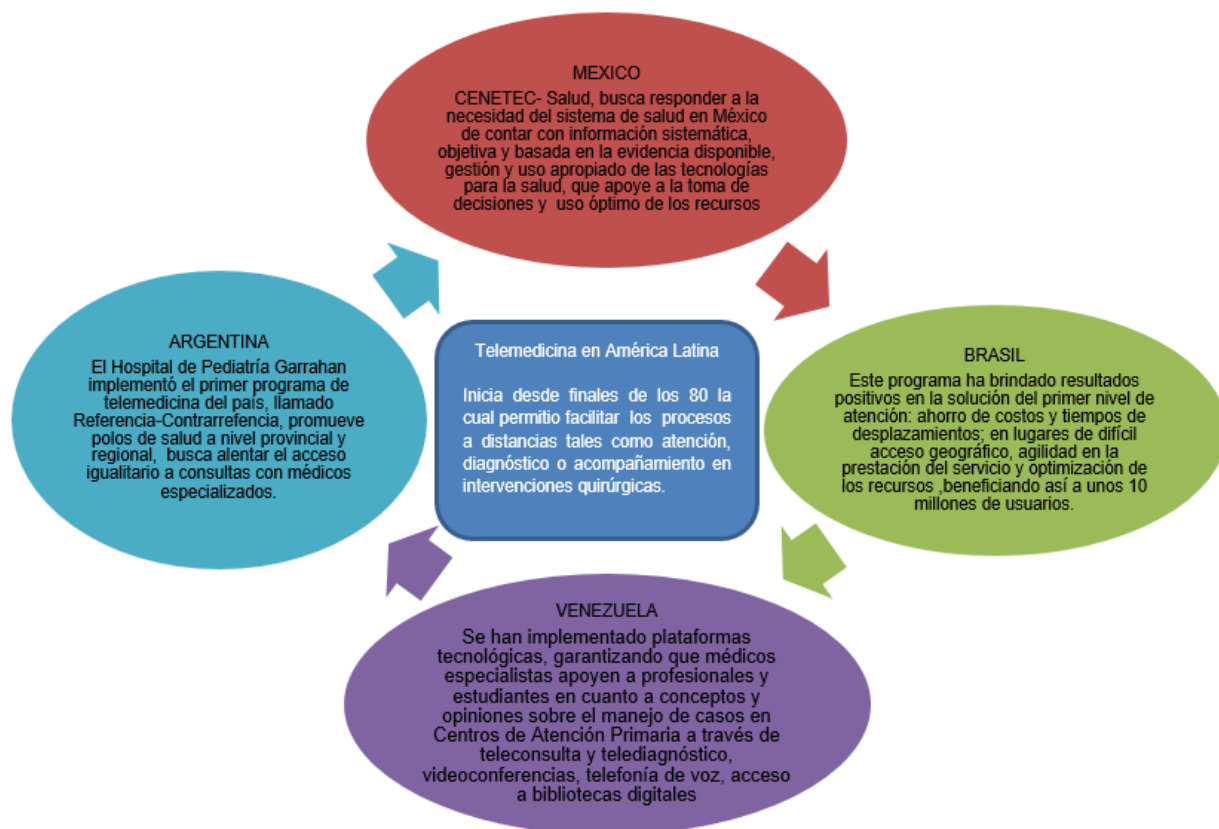 MEXICO
CENETEC- Salud, busca responder a la
necesidad del sistema de salud en México
de contar con información sistemática,
objetiva y basada en la evidencia disponible,
gestión y uso apropiado de las tecnologías
para la salud, que apoye a la toma de
decisiones y uso óptimo de los recursos
ARGENTINA
El Hospital de Pediatría Garrahan
implementó el primer programa de
telemedicina del país, llamado
Referencia-Contrarrefencia, promueve
polos de salud a nivel provincial y
regional, busca alentar el acceso
igualitario a consultas con médicos
especializados.
Telemedicina en América Latina
Inicia desde finales de los 80 la
cual permitio facilitar los procesos
a distancias tales como atención,
diagnóstico o acompañamiento en
intervenciones quirúrgicas.
BRASIL
Este programa ha brindado resultados
positivos en la solución del primer nivel de
atención: ahorro de costos y tiempos de
desplazamientos; en lugares de difícil
acceso geográfico, agilidad en la
prestación del servicio y optimización de
los recursos ,beneficiando así a unos 10
millones de usuarios.
VENEZUELA
Se han implementado plataformas
tecnológicas, garantizando que médicos
especialistas apoyen a profesionales y
estudiantes en cuanto a conceptos y
opiniones sobre el manejo de casos en
Centros de Atención Primaria a través de
teleconsulta y telediagnóstico,
videoconferencias, telefonía de voz, acceso
a bibliotecas digitales